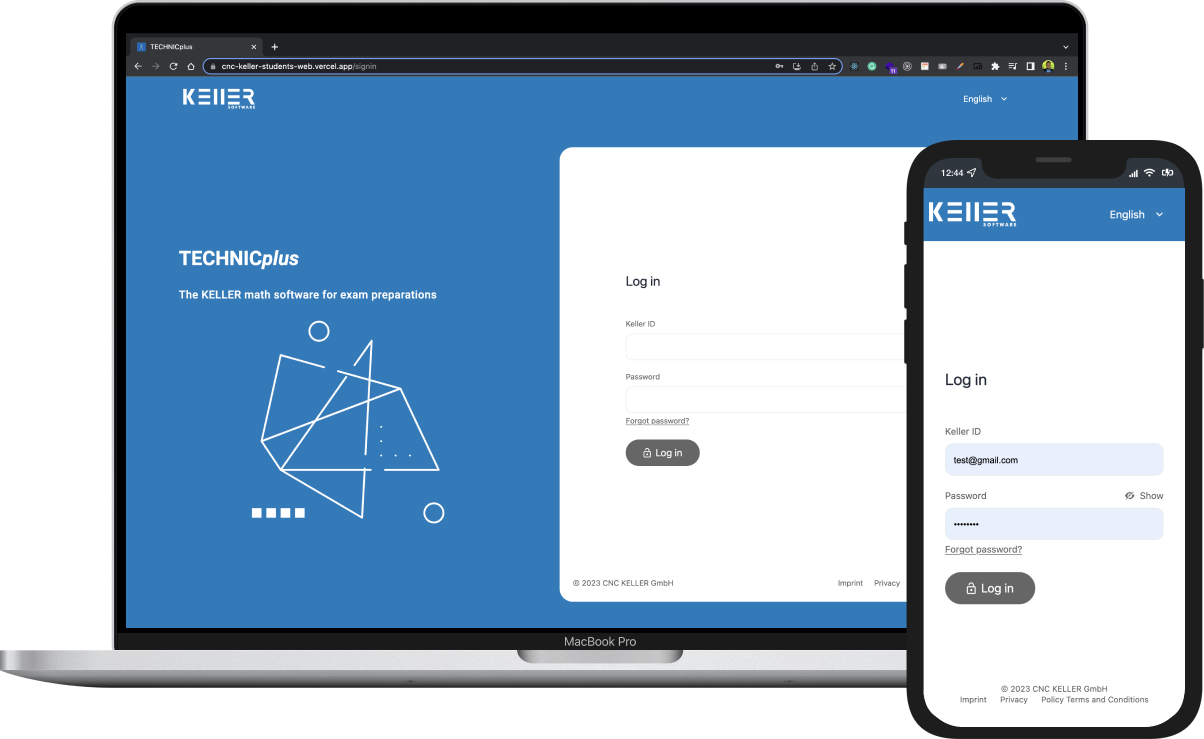 TECHNICplus
cnc-keller-students-web.vercel.app/signin
11
KELLER
SOFTWARE
English
TECHNICplus
The KELLER math software for exam preparations
Log in
Keller ID
Password
Forgot password?
Log in
© 2023 CNC KELLER GmbH
Imprint Privacy
MacBook Pro
12:44
KELLER
SOFTWARE
English
Log in
Keller ID
test@gmail.com
Password Show
••••••••
Forgot password?
Log in
© 2023 CNC KELLER GmbH
Imprint Privacy Policy Terms and Conditions